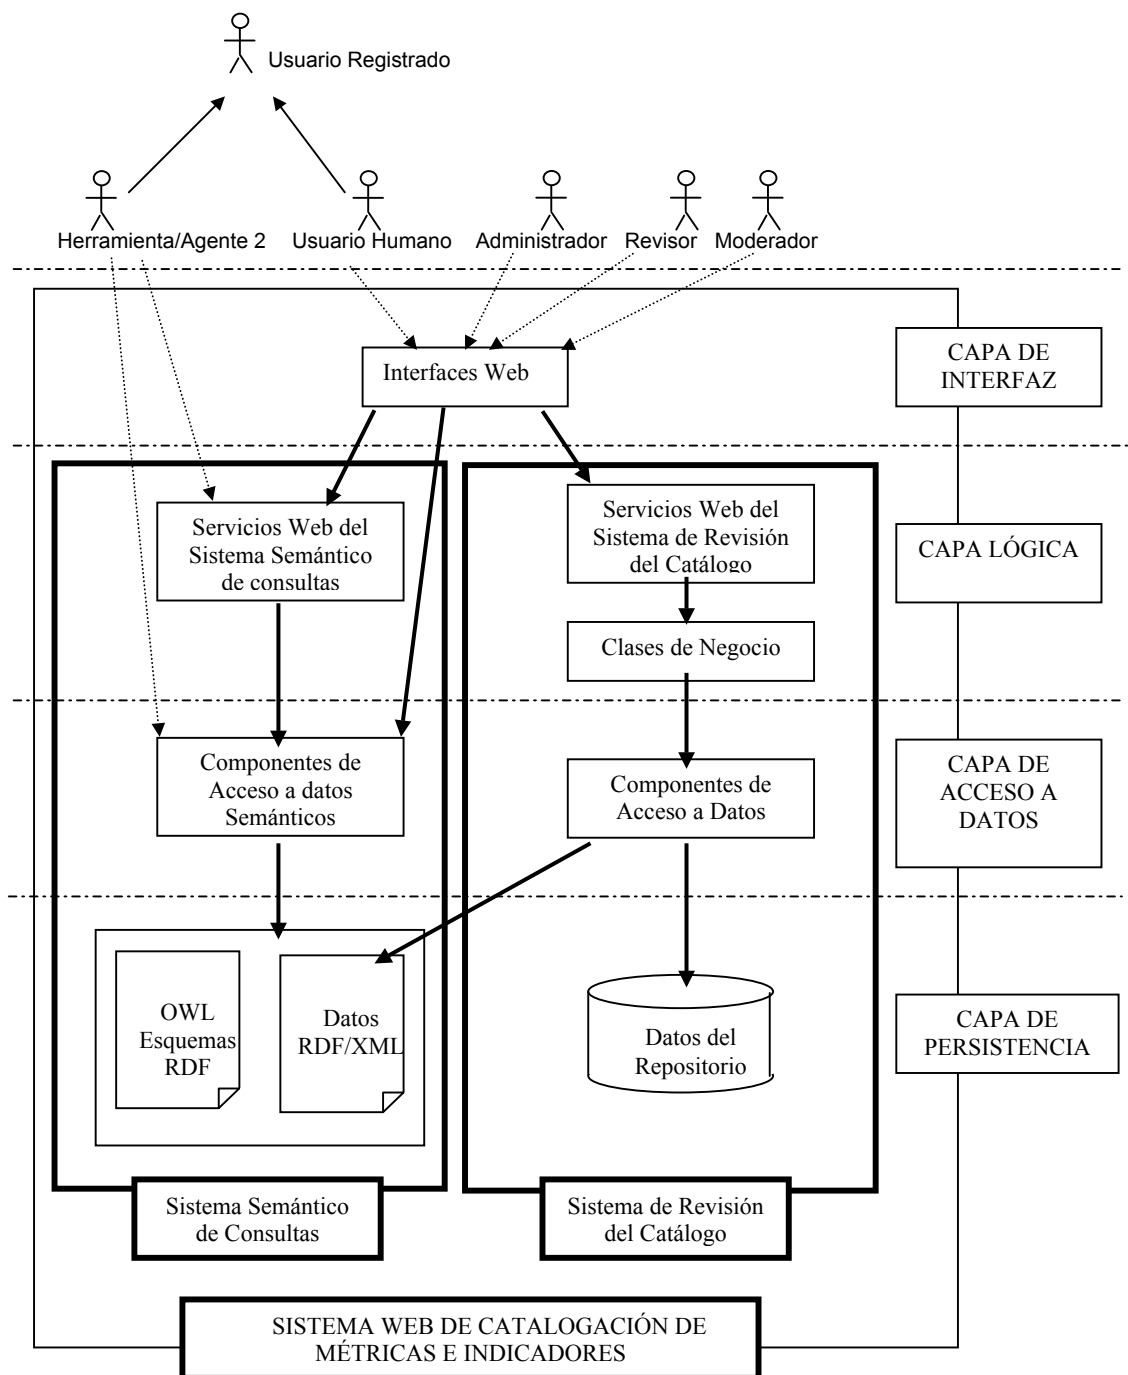 Usuario Registrado
Herramienta/Agente 2
Usuario Humano
Administrador
Revisor
Moderador
Interfaces Web
CAPA DE
INTERFAZ
Servicios Web del
Sistema Semántico
de consultas
Servicios Web del
Sistema de Revisión
del Catálogo
CAPA LÓGICA
Clases de Negocio
Componentes de
Acceso a datos
Semánticos
Componentes de
Acceso a Datos
CAPA DE
ACCESO A
DATOS
OWL
Esquemas
RDF
Datos
RDF/XML
Datos del
Repositorio
CAPA DE
PERSISTENCIA
Sistema Semántico
de Consultas
Sistema de Revisión
del Catálogo
SISTEMA WEB DE CATALOGACIÓN DE
MÉTRICAS E INDICADORES